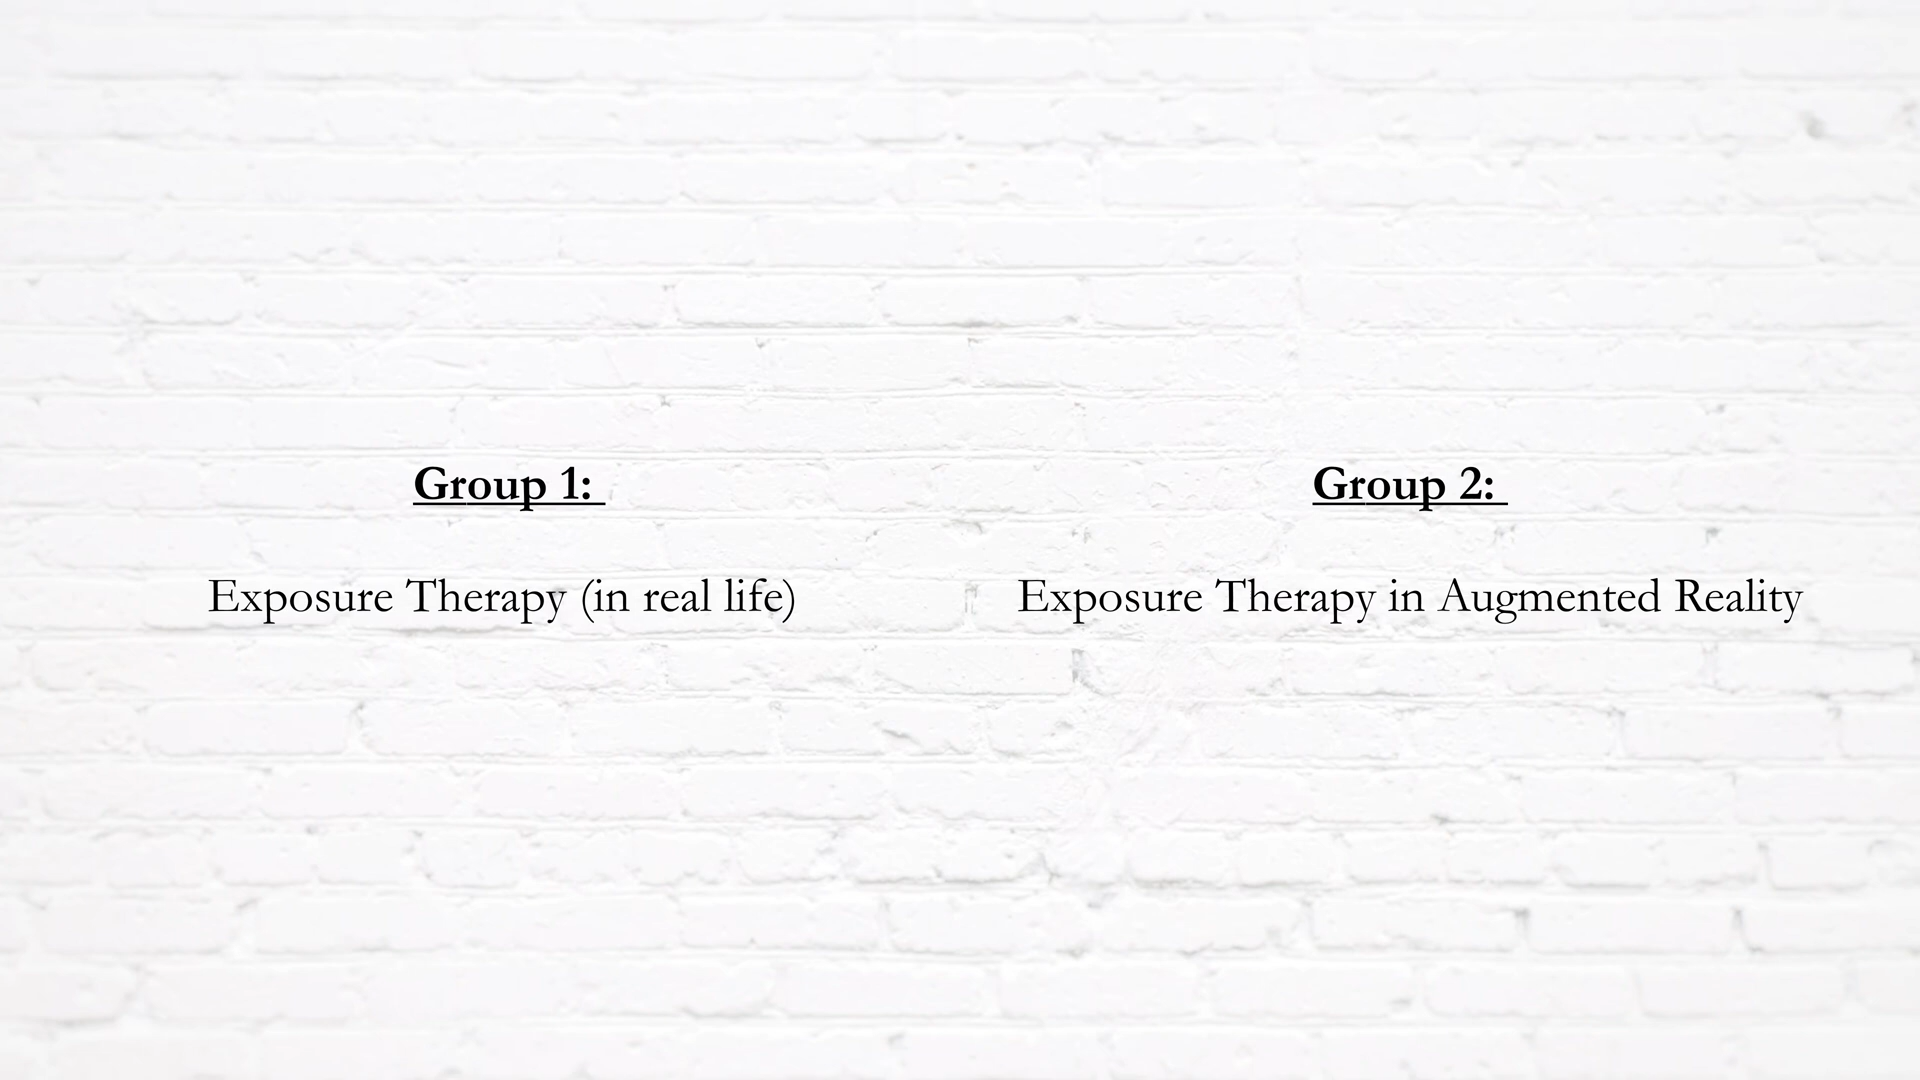 Group 1:
Exposure Therapy (in real life)
Group 2:
Exposure Therapy in Augmented Reality